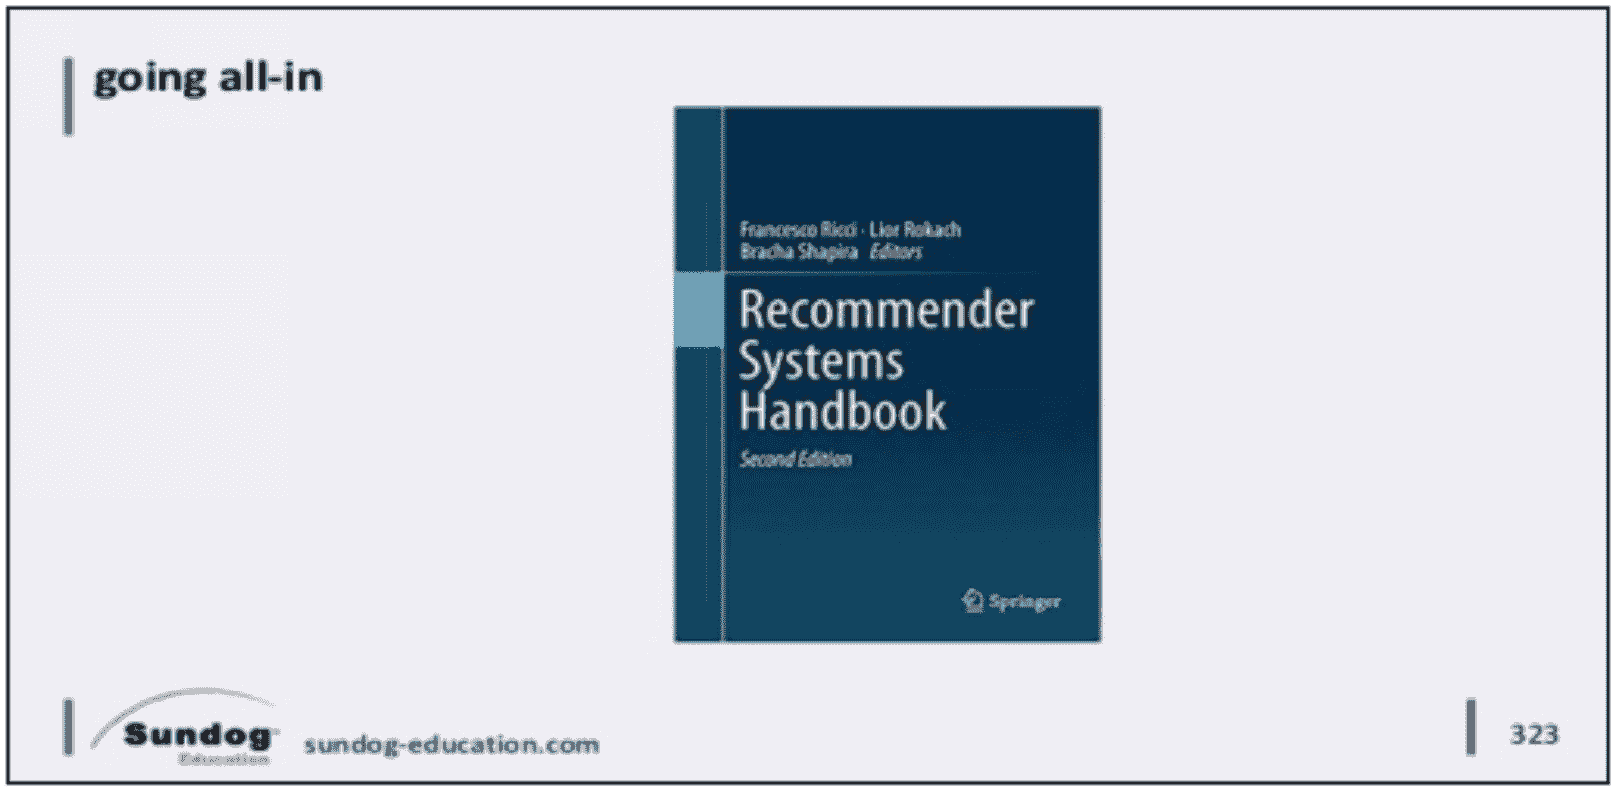 going all-in
Francesco Ricci · Lior Rokach
Bracha Shapira Editors
Recommender
Systems
Handbook
Second Edition
Springer
Sundog
Education
sundog-education.com
323